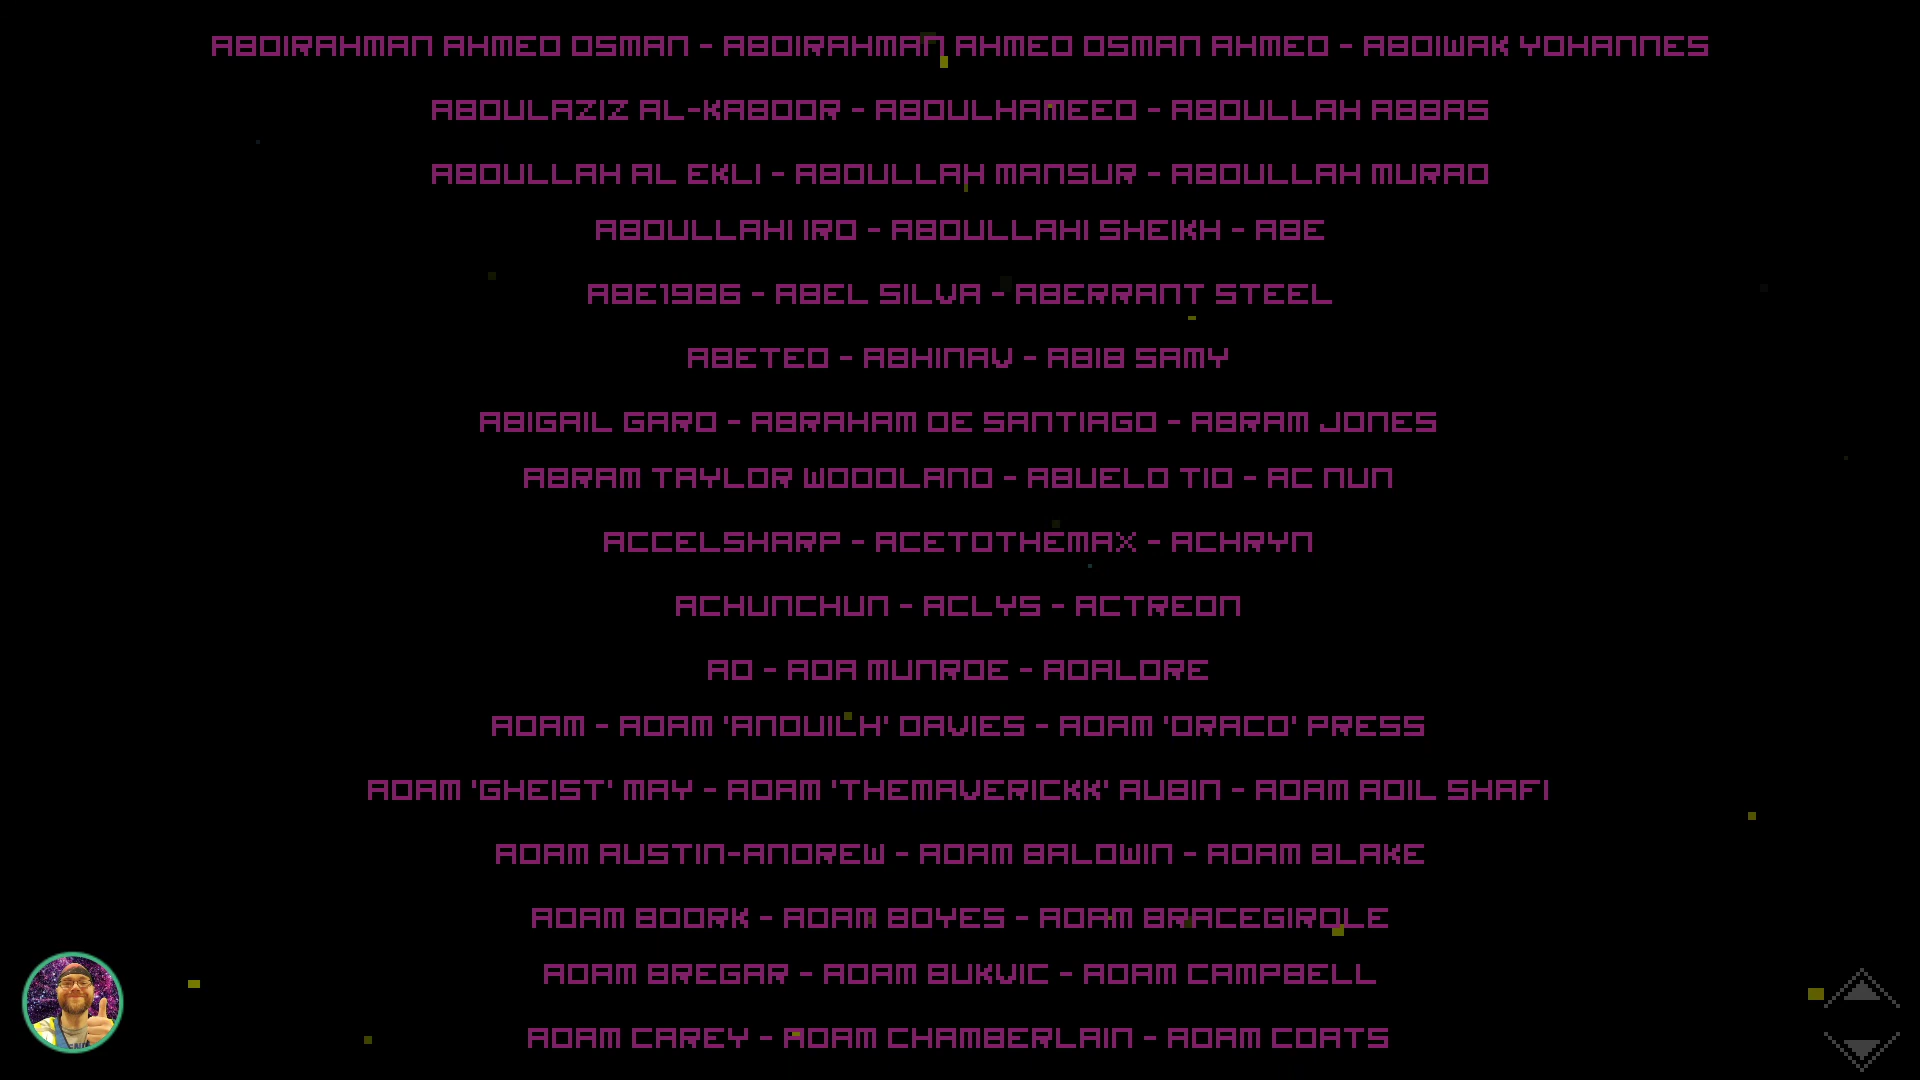 ABDIRAHMAN AHMED OSMAN - ABDIRAHMAN AHMED OSMAN AHMED - ABDIWAK YOHANNES
ABDULAZIZ AL-KABOOR - ABDULHAMEED - ABDULLAH ABBAS
ABDULLAH AL EKLI - ABDULLAH MANSUR - ABDULLAH MURAD
ABDULLAHI IRO - ABDULLAHI SHEIKH - ABE
ABE1986 - ABEL SILVA - ABERRANT STEEL
ABETED - ABHINAV - ABIB SAMY
ABIGAIL GARD - ABRAHAM DE SANTIAGO - ABRAM JONES
ABRAM TAYLOR WOODLAND - ABUELO TIO - AC NUN
ACCELSHARP - ACETOTHEMAX - ACHRYN
ACHUNCHUN - ACLYS - ACTREON
AD - ADA MUNROE - ADALORE
ADAM - ADAM 'ANOUILH' DAVIES - ADAM 'DRACO' PRESS
ADAM 'GHEIST' MAY - ADAM 'THEMAVERICKK' AUBIN - ADAM ADIL SHAFI
ADAM AUSTIN-ANDREW - ADAM BALDWIN - ADAM BLAKE
ADAM BOORK - ADAM BOYES - ADAM BRACEGIRDLE
ADAM BREGAR - ADAM BUKVIC - ADAM CAMPBELL
ADAM CAREY - ADAM CHAMBERLAIN - ADAM COATS